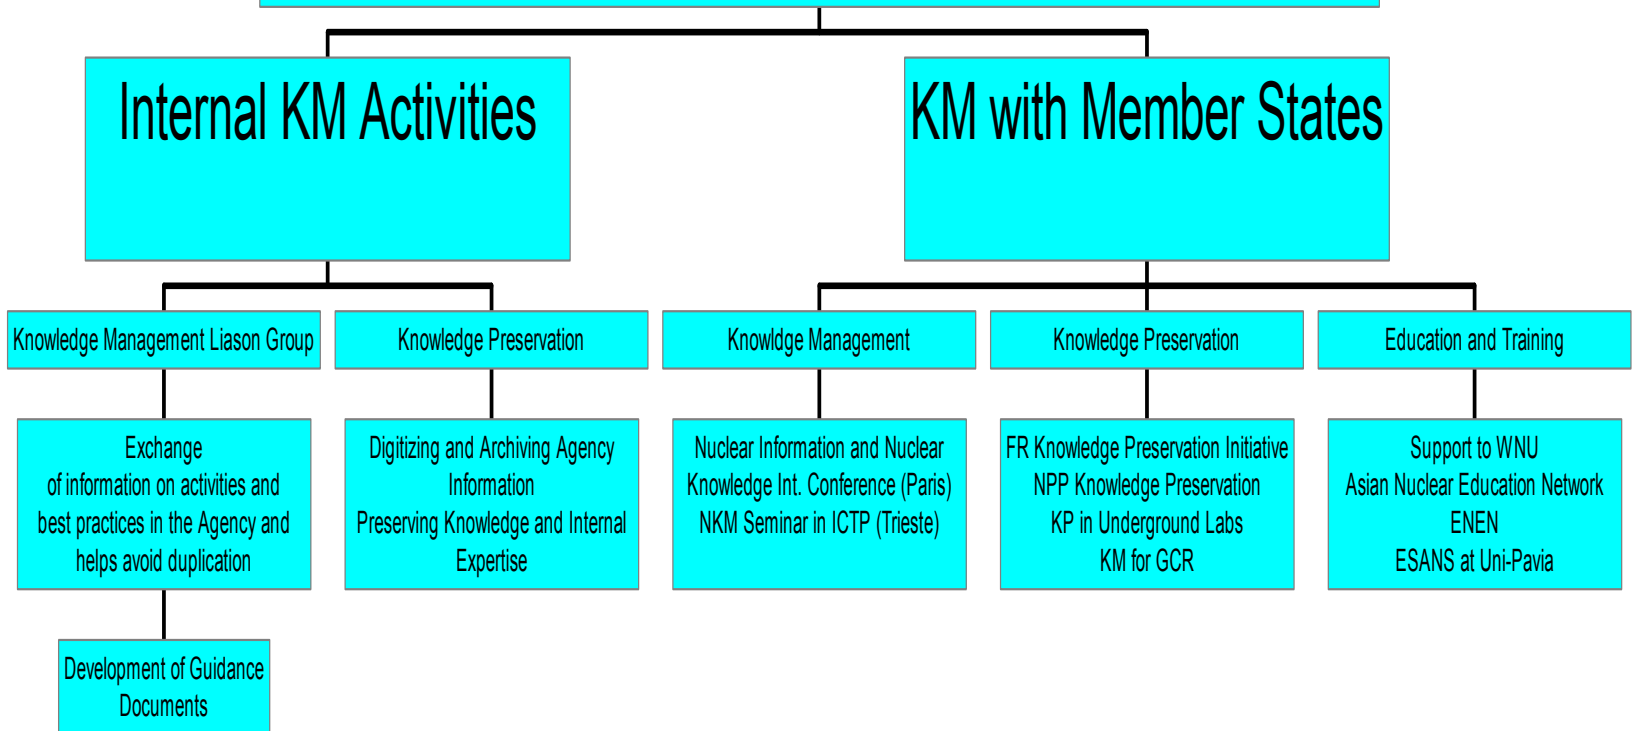 Internal KM Activities
KM with Member States
Knowledge Management Liason Group
Knowledge Preservation
Knowldge Management
Knowledge Preservation
Education and Training
Exchange
of information on activities and
best practices in the Agency and
helps avoid duplication
Digitizing and Archiving Agency
Information
Preserving Knowledge and Internal
Expertise
Nuclear Information and Nuclear
Knowledge Int. Conference (Paris)
NKM Seminar in ICTP (Trieste)
FR Knowledge Preservation Initiative
NPP Knowledge Preservation
KP in Underground Labs
KM for GCR
Support to WNU
Asian Nuclear Education Network
ENEN
ESANS at Uni-Pavia
Development of Guidance
Documents